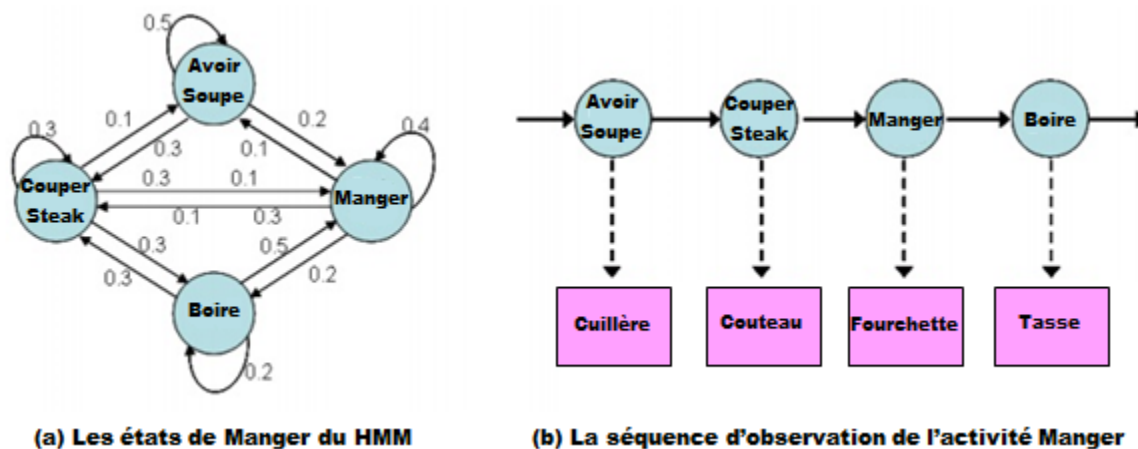 0.5
Avoir
Soupe
0.1
0.2
0.3
0.3
0.1
0.4
0.3
0.1
Couper
Steak
Manger
0.1
0.3
0.3
0.5
0.3
0.2
Boire
0.2
(a) Les états de Manger du HMM
Avoir
Soupe
Couper
Steak
Manger
Boire
Cuillère
Couteau
Fourchette
Tasse
(b) La séquence d’observation de l’activité Manger